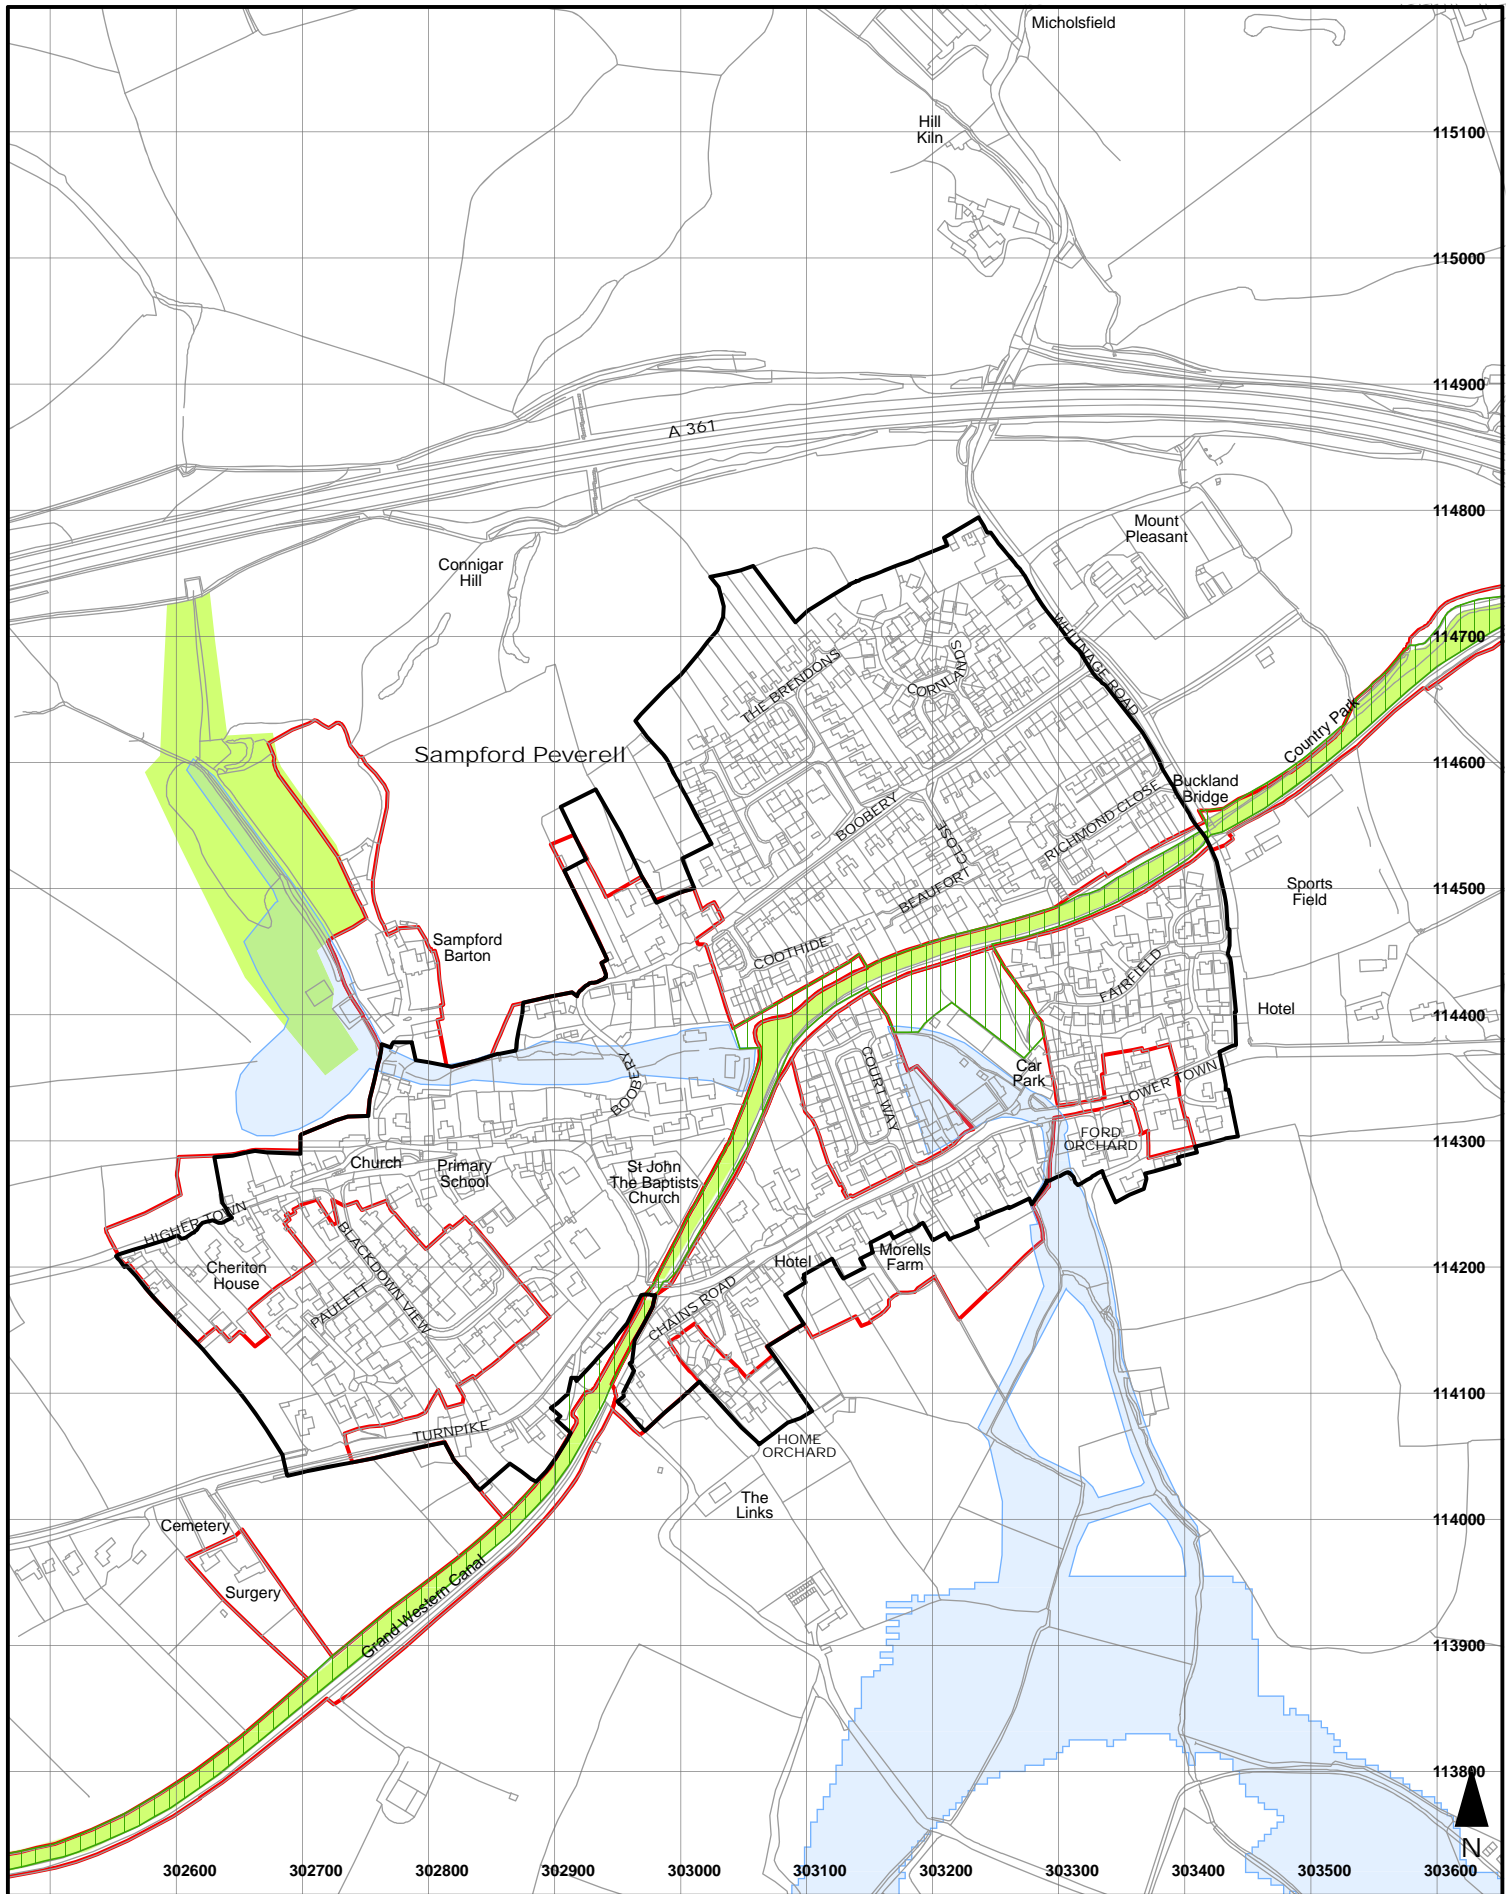 Micholsfield
Hill
Kiln
115100
115000
114900
A 361
114800
Mount
Pleasant
Connigar
Hill
114700
WHITNAGE ROAD
THE BRENDONS
CORNLANDS
Country Park
Sampford Peverell
114600
Buckland
Bridge
BOOBERY
RICHMOND CLOSE
BEAUFORT
CLOSE
114500
Sports
Field
Sampford
Barton
COOTHIDE
FAIRFIELD
Hotel
114400
BOOBERY
COURT WAY
Car
Park
LOWER TOWN
FORD
ORCHARD
114300
Church
Primary
School
St John
The Baptists
Church
HIGHER TOWN
Cheriton
House
BLACKDOWN VIEW
PAULETT
Hotel
Morells
Farm
114200
CHAINS ROAD
114100
TURNPIKE
HOME
ORCHARD
The
Links
Cemetery
114000
Surgery
Grand Western Canal
113900
113800
N
302600
302700
302800
302900
303000
303100
303200
303300
303400
303500
303600